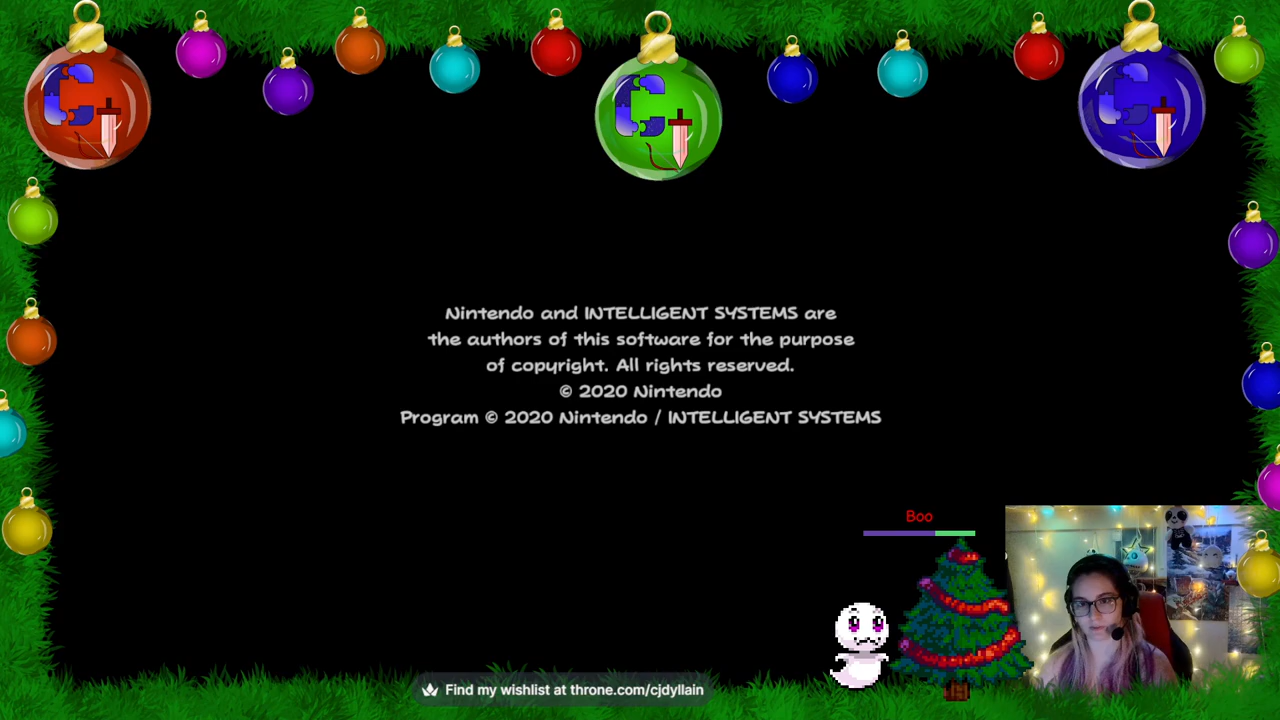 Nintendo and INTELLIGENT SYSTEMS are
the authors of this software for the purpose
of copyright. All rights reserved.
© 2020 Nintendo
Program © 2020 Nintendo / INTELLIGENT SYSTEMS
Boo
Find my wishlist at throne.com/cjdyllain